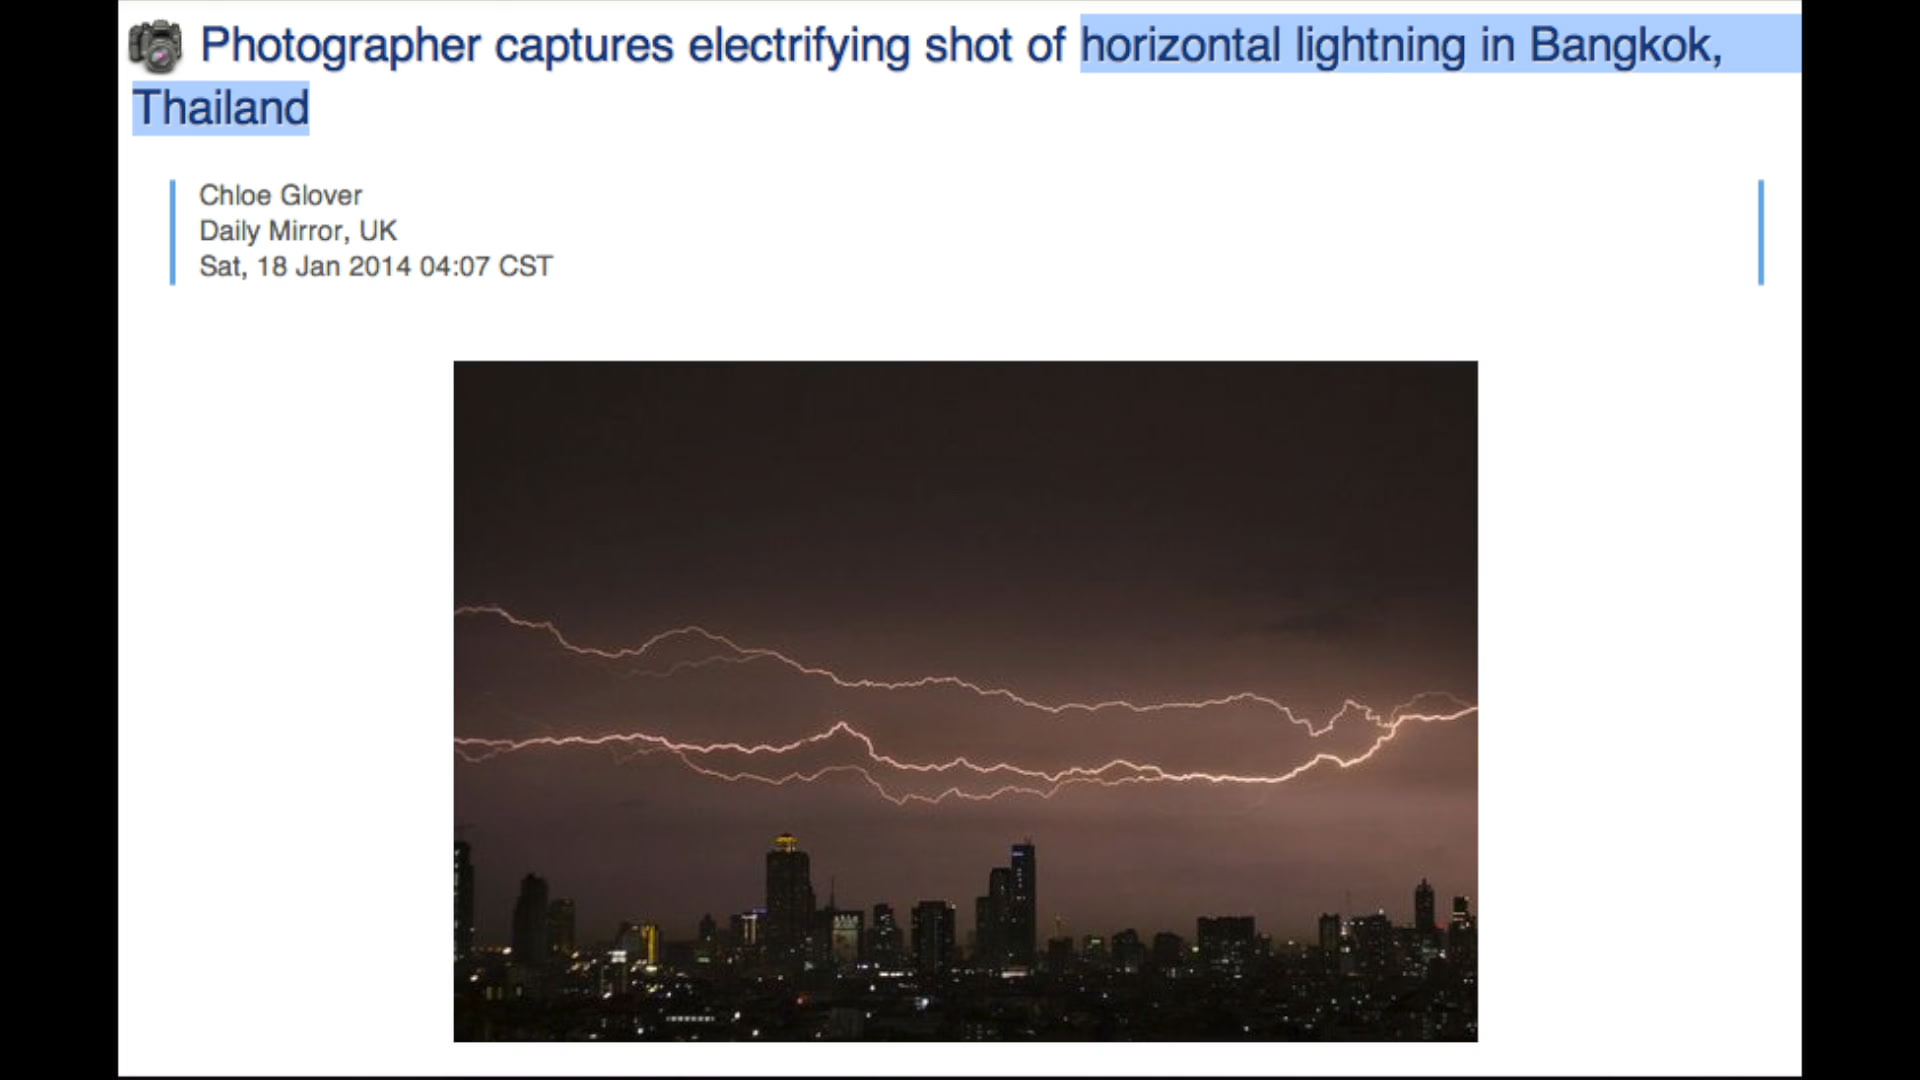 Photographer captures electrifying shot of horizontal lightning in Bangkok,
Thailand
Chloe Glover
Daily Mirror, UK
Sat, 18 Jan 2014 04:07 CST